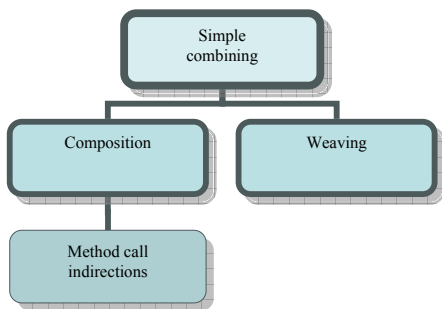 Simple
combining
Composition
Weaving
Method call
indirections